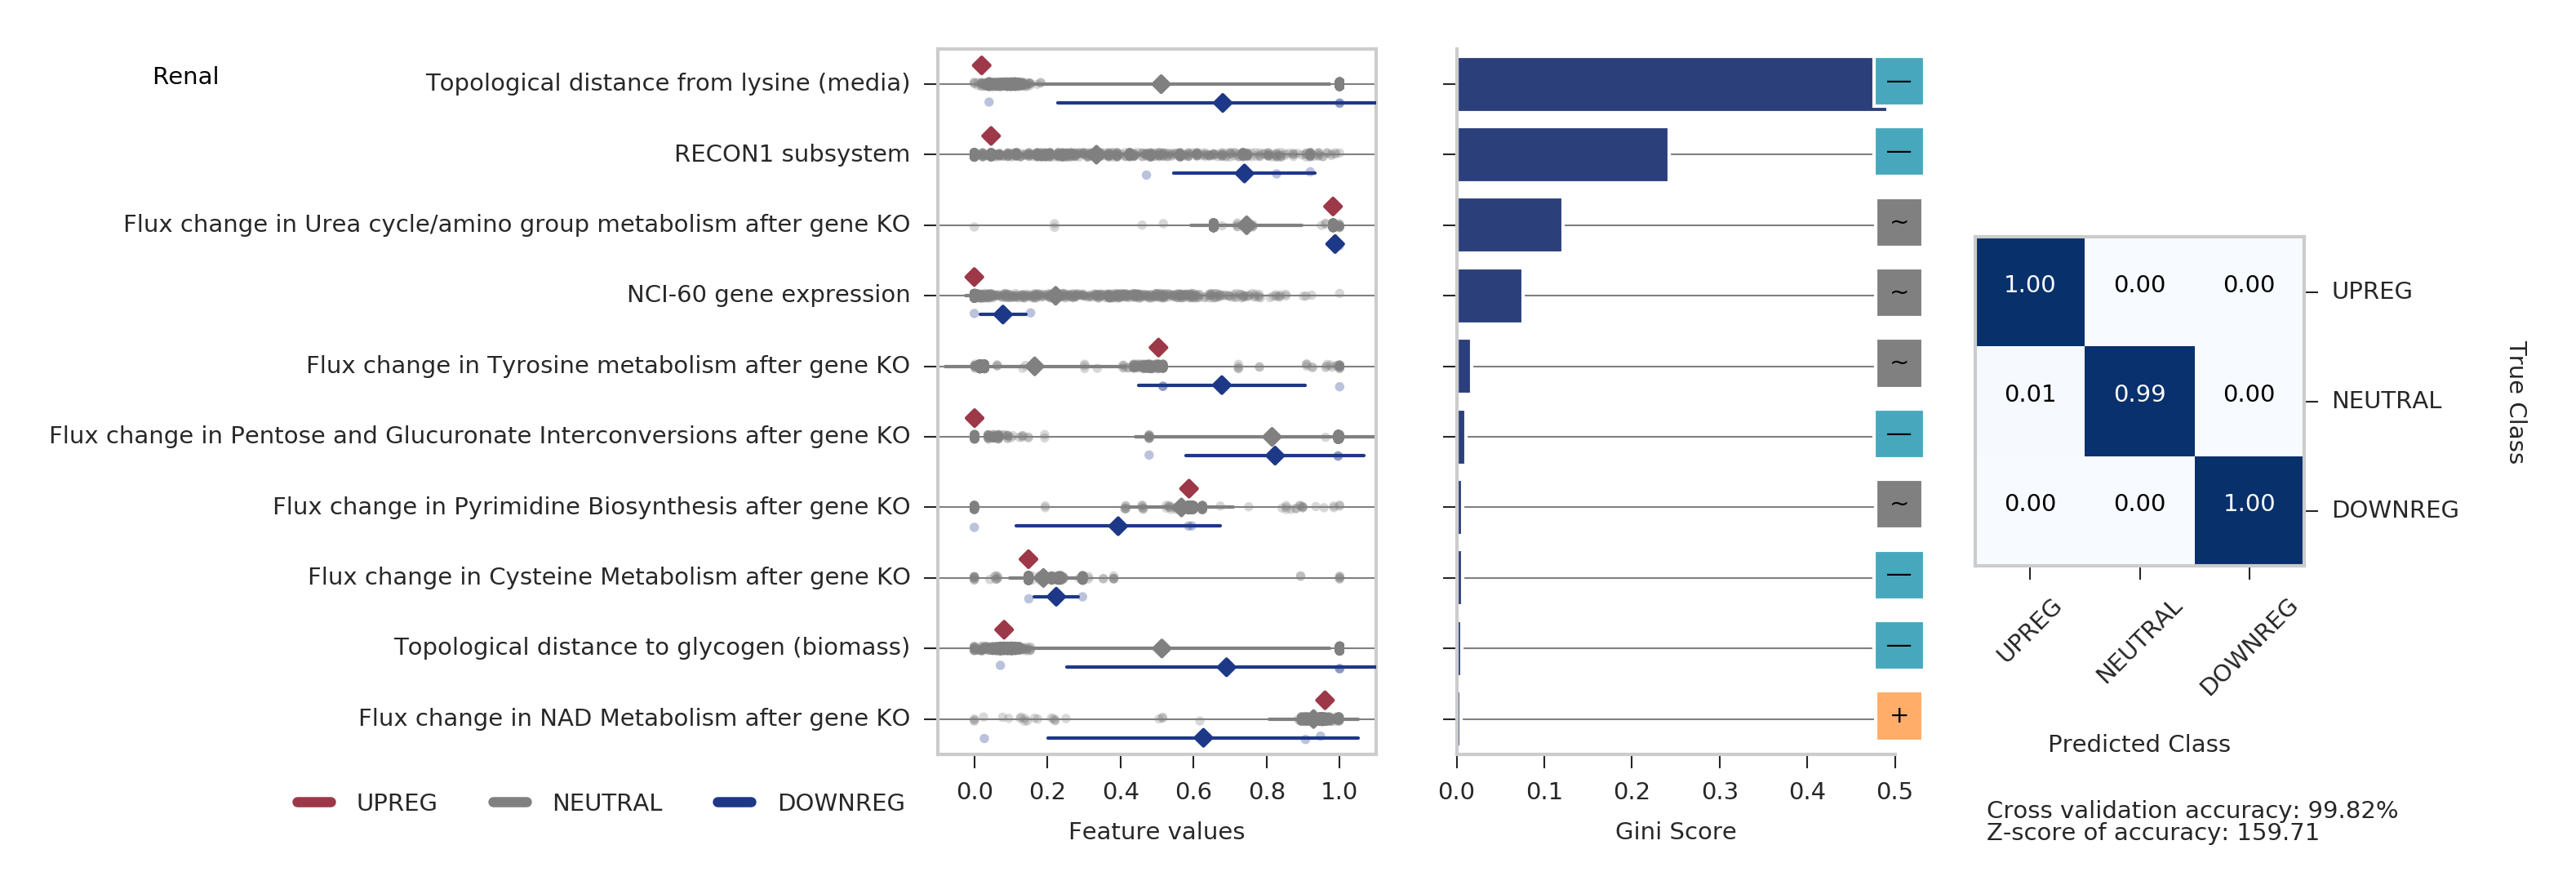 Renal
Topological distance from lysine (media)
—
RECON1 subsystem
—
Flux change in Urea cycle/amino group metabolism after gene KO
~
NCI-60 gene expression
~
Flux change in Tyrosine metabolism after gene KO
~
Flux change in Pentose and Glucuronate Interconversions after gene KO
—
Flux change in Pyrimidine Biosynthesis after gene KO
~
Flux change in Cysteine Metabolism after gene KO
—
Topological distance to glycogen (biomass)
—
Flux change in NAD Metabolism after gene KO
+
0.0 0.2 0.4 0.6 0.8 1.0
Feature values
UPREG NEUTRAL DOWNREG
0.0 0.1 0.2 0.3 0.4 0.5
Gini Score
1.00 0.00 0.00 UPREG
0.01 0.99 0.00 NEUTRAL
0.00 0.00 1.00 DOWNREG
True Class
UPREG NEUTRAL DOWNREG
Predicted Class
Cross validation accuracy: 99.82%
Z-score of accuracy: 159.71